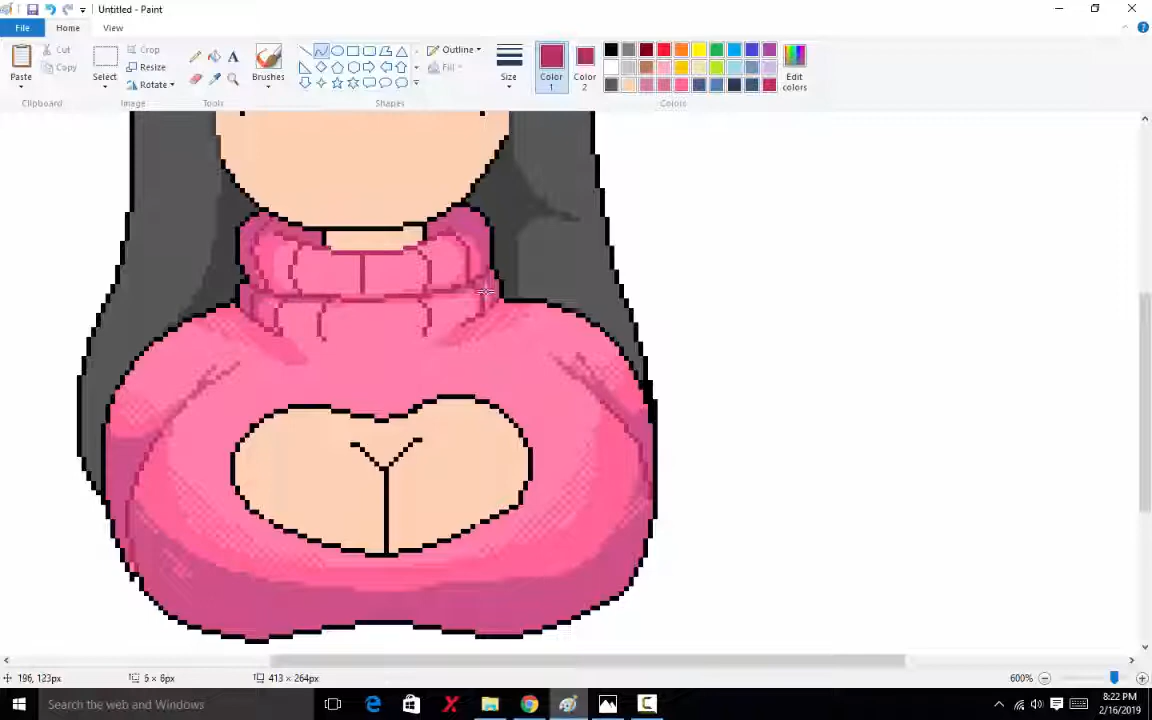 Untitled - Paint
File Home View
Paste
Cut
Copy
Select
Crop
Resize
Rotate
A
Brushes
Outline
Fill
Size
Color
1
Color
2
Edit
colors
Clipboard Image Tools Shapes Colors
196, 123px 5 × 6px 413 × 264px 600%
Search the web and Windows
8:22 PM
2/16/2019